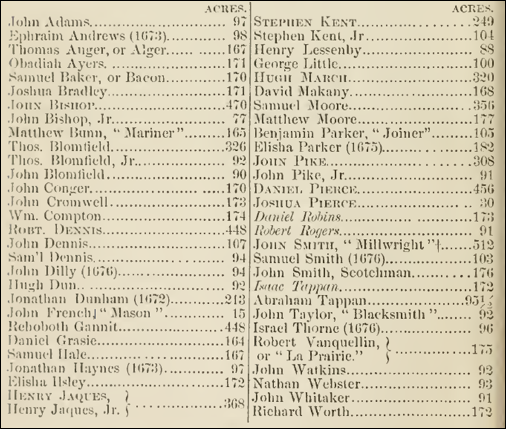 ACRES.
John Adams....................97
Ephraim Andrews (1673)........98
Thomas Anger, or Alger........167
Obadiah Ayers.................171
Samuel Baker, or Bacon........170
Joshua Bradley................171
JOHN BISHOP...................470
John Bishop, Jr...............77
Matthew Bunn, "Mariner".......165
Thos. Blomfield...............326
Thos. Blomfield, Jr...........92
John Blomfield................90
John Conger...................170
John Cromwell.................173
Wm. Compton...................174
ROBT. DENNIS..................448
John Dennis...................107
Sam'l Dennis..................94
John Dilly (1676).............94
Hugh Dun......................92
Jonathan Dunham (1672)........213
John French, "Mason"..........15
Rehoboth Gannit...............448
Daniel Grasie.................164
Samuel Hale...................167
Jonathan Haynes (1673)........97
Elisha Ilsley.................172
HENRY JAQUES, }
Henry Jaques, Jr. } ..........368
ACRES.
STEPHEN KENT..................249
Stephen Kent, Jr..............104
Henry Lessenby................88
George Little.................100
HUGH MARCH....................320
David Makany..................168
Samuel Moore..................356
Matthew Moore.................177
Benjamin Parker, "Joiner".....105
Elisha Parker (1675)..........182
JOHN PIKE.....................308
John Pike, Jr.................91
DANIEL PIERCE.................456
JOSHUA PIERCE.................30
Daniel Robins.................173
Robert Rogers.................91
JOHN SMITH, "Millwright"†.....512
Samuel Smith (1676)...........103
John Smith, Scotchman.........176
Isaac Tappan..................172
Abraham Tappan................95½
John Taylor, "Blacksmith".....92
Israel Thorne (1676)..........96
Robert Vanquellin, }
or "La Prairie." } ...........175
John Watkins..................92
Nathan Webster................93
John Whitaker.................91
Richard Worth.................172